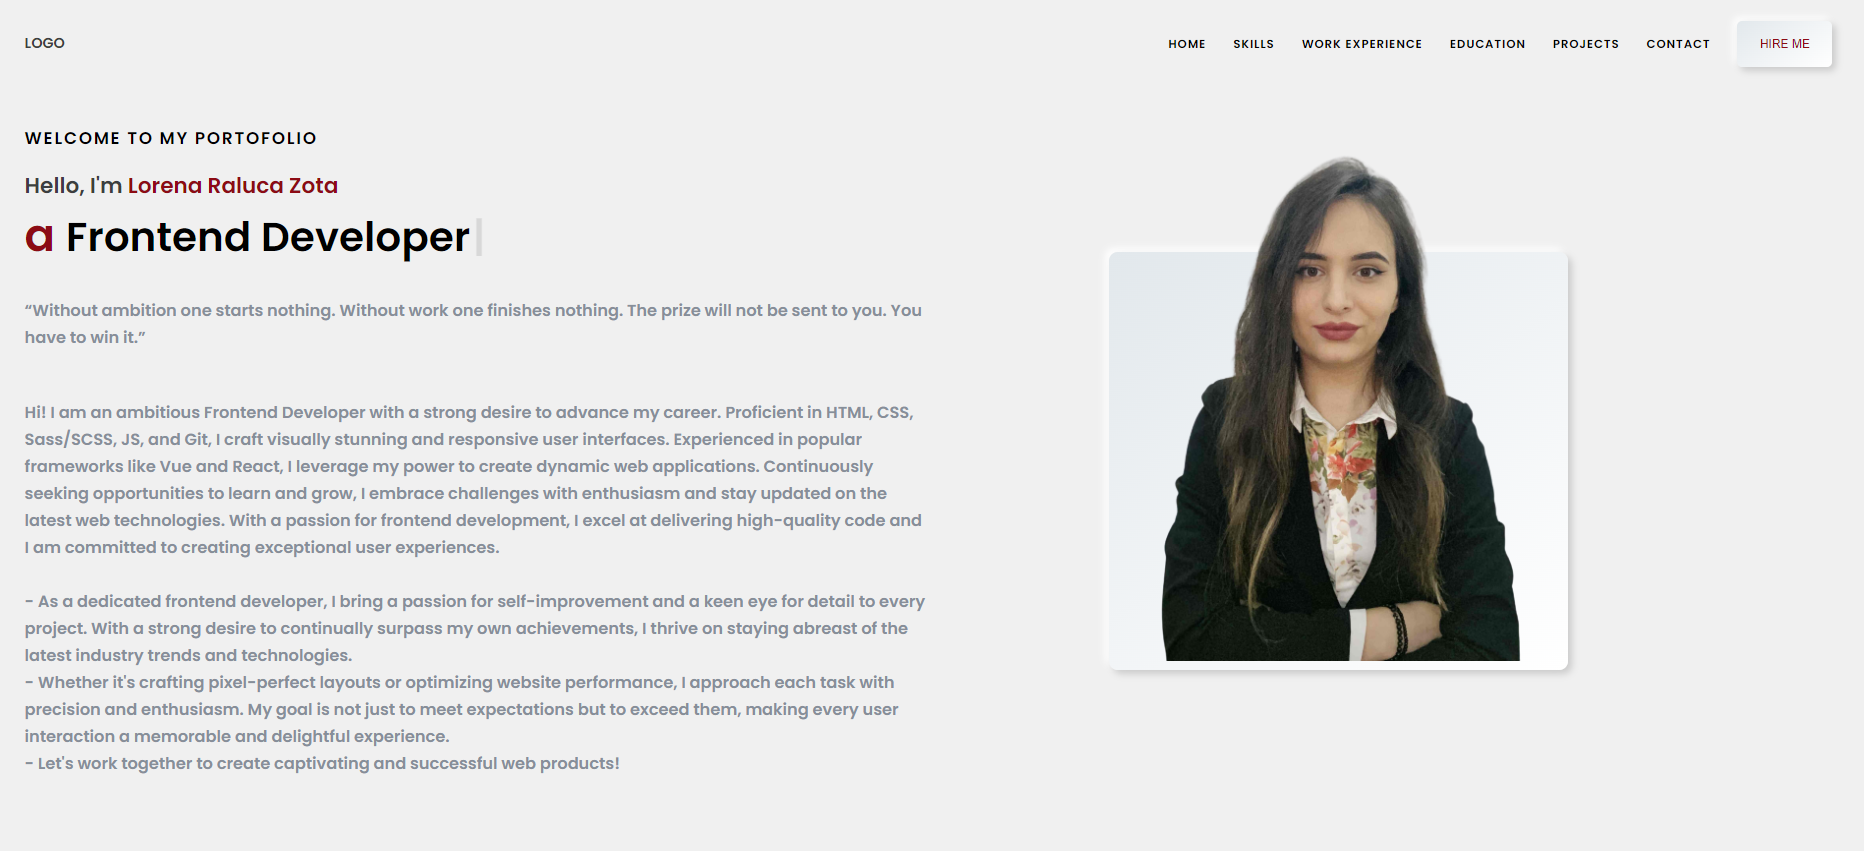 LOGO
HOME SKILLS WORK EXPERIENCE EDUCATION PROJECTS CONTACT HIRE ME
WELCOME TO MY PORTOFOLIO
Hello, I'm Lorena Raluca Zota
a Frontend Developer
“Without ambition one starts nothing. Without work one finishes nothing. The prize will not be sent to you. You
have to win it.”
Hi! I am an ambitious Frontend Developer with a strong desire to advance my career. Proficient in HTML, CSS,
Sass/SCSS, JS, and Git, I craft visually stunning and responsive user interfaces. Experienced in popular
frameworks like Vue and React, I leverage my power to create dynamic web applications. Continuously
seeking opportunities to learn and grow, I embrace challenges with enthusiasm and stay updated on the
latest web technologies. With a passion for frontend development, I excel at delivering high-quality code and
I am committed to creating exceptional user experiences.
- As a dedicated frontend developer, I bring a passion for self-improvement and a keen eye for detail to every
project. With a strong desire to continually surpass my own achievements, I thrive on staying abreast of the
latest industry trends and technologies.
- Whether it's crafting pixel-perfect layouts or optimizing website performance, I approach each task with
precision and enthusiasm. My goal is not just to meet expectations but to exceed them, making every user
interaction a memorable and delightful experience.
- Let's work together to create captivating and successful web products!